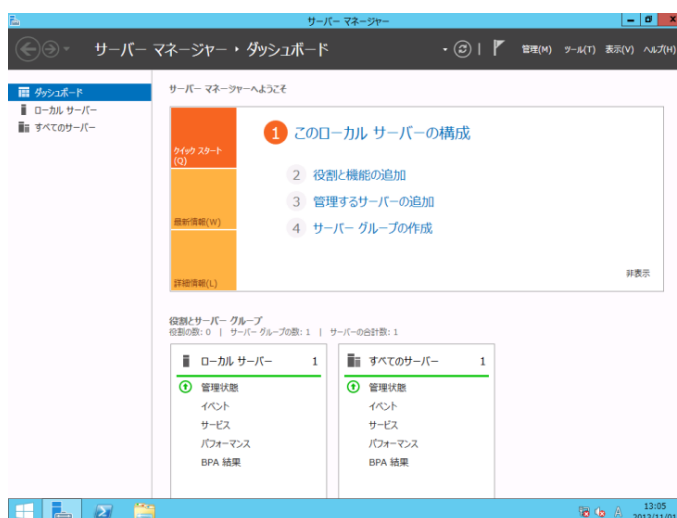 サーバー マネージャー
サーバー マネージャー ・ ダッシュボード
管理(M) ツール(T) 表示(V) ヘルプ(H)
ダッシュボード
ローカル サーバー
すべてのサーバー
サーバー マネージャーへようこそ
クイック スタート
(Q)
最新情報(W)
詳細情報(L)
1 このローカル サーバーの構成
2 役割と機能の追加
3 管理するサーバーの追加
4 サーバー グループの作成
非表示
役割とサーバー グループ
役割の数: 0 | サーバー グループの数: 1 | サーバーの合計数: 1
ローカル サーバー 1
管理状態
イベント
サービス
パフォーマンス
BPA 結果
すべてのサーバー 1
管理状態
イベント
サービス
パフォーマンス
BPA 結果
A
13:05
2013/11/01